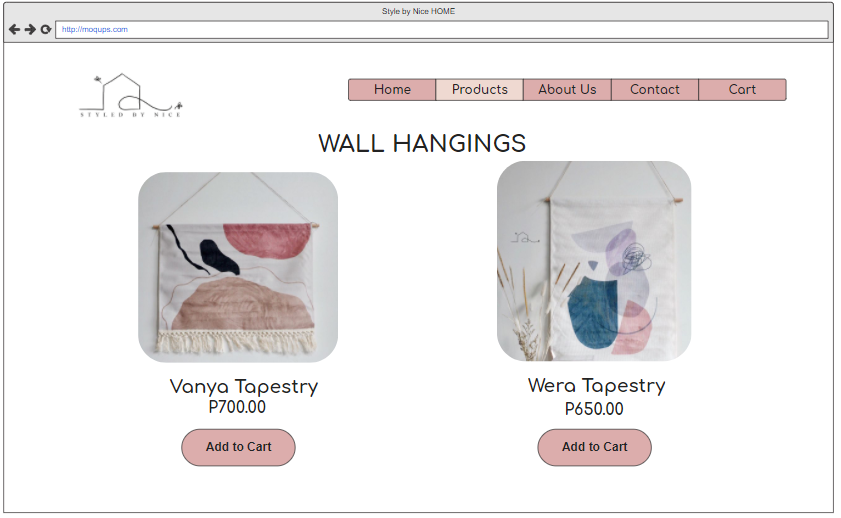 Style by Nice HOME
http://moqups.com
STYLED BY NICE
Home Products About Us Contact Cart
WALL HANGINGS
Vanya Tapestry
P700.00
Add to Cart
Wera Tapestry
P650.00
Add to Cart